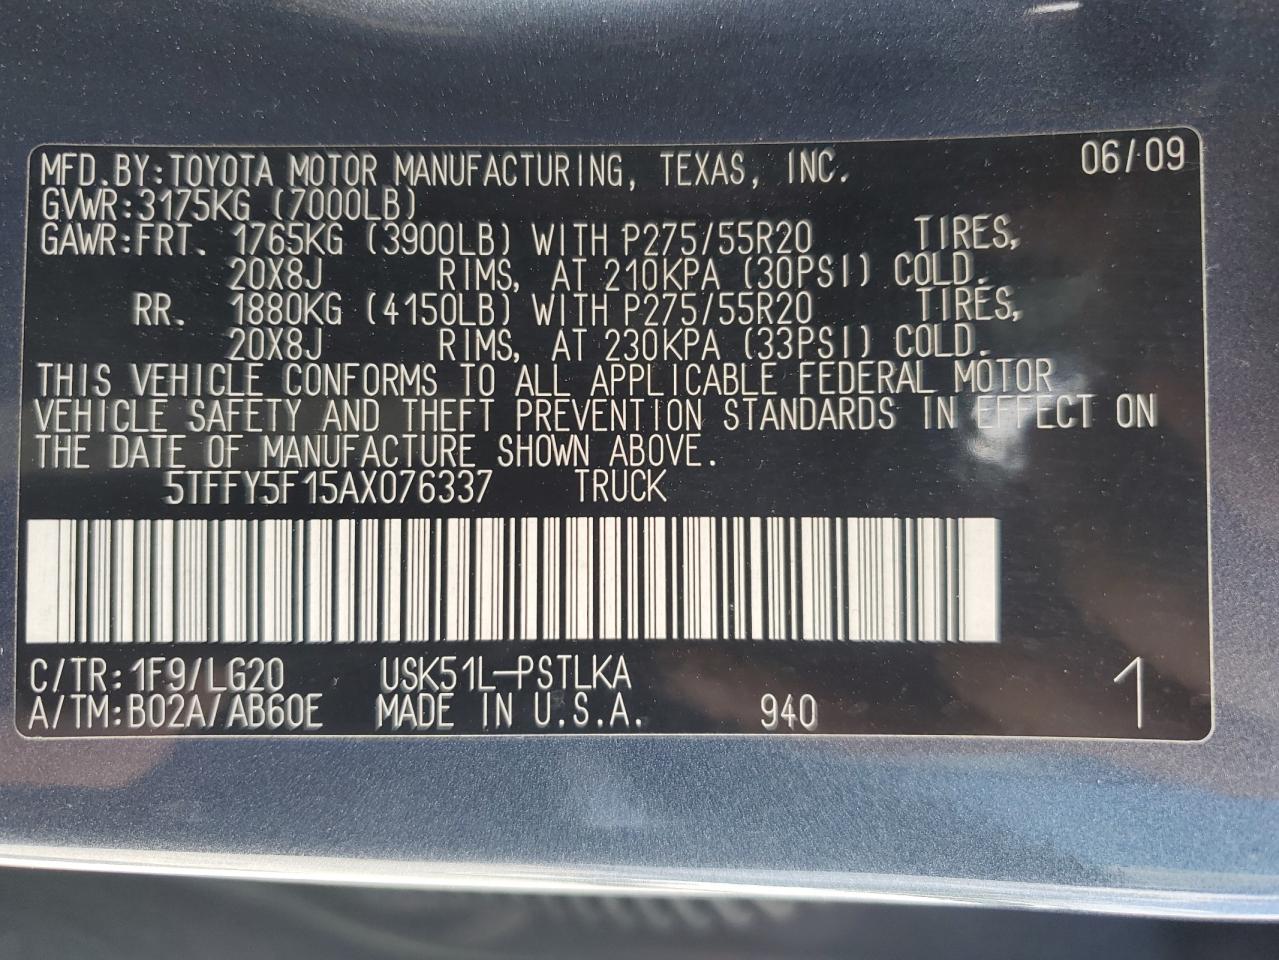 MFD.BY:TOYOTA MOTOR MANUFACTURING, TEXAS, INC. 06/09
GVWR:3175KG (7000LB)
GAWR:FRT. 1765KG (3900LB) WITH P275/55R20 TIRES,
20X8J RIMS, AT 210KPA (30PSI) COLD.
RR. 1880KG (4150LB) WITH P275/55R20 TIRES,
20X8J RIMS, AT 230KPA (33PSI) COLD.
THIS VEHICLE CONFORMS TO ALL APPLICABLE FEDERAL MOTOR
VEHICLE SAFETY AND THEFT PREVENTION STANDARDS IN EFFECT ON
THE DATE OF MANUFACTURE SHOWN ABOVE.
5TFFY5F15AX076337 TRUCK
C/TR:1F9/LG20 USK51L-PSTLKA
A/TM:B02A/AB60E MADE IN U.S.A. 940 1